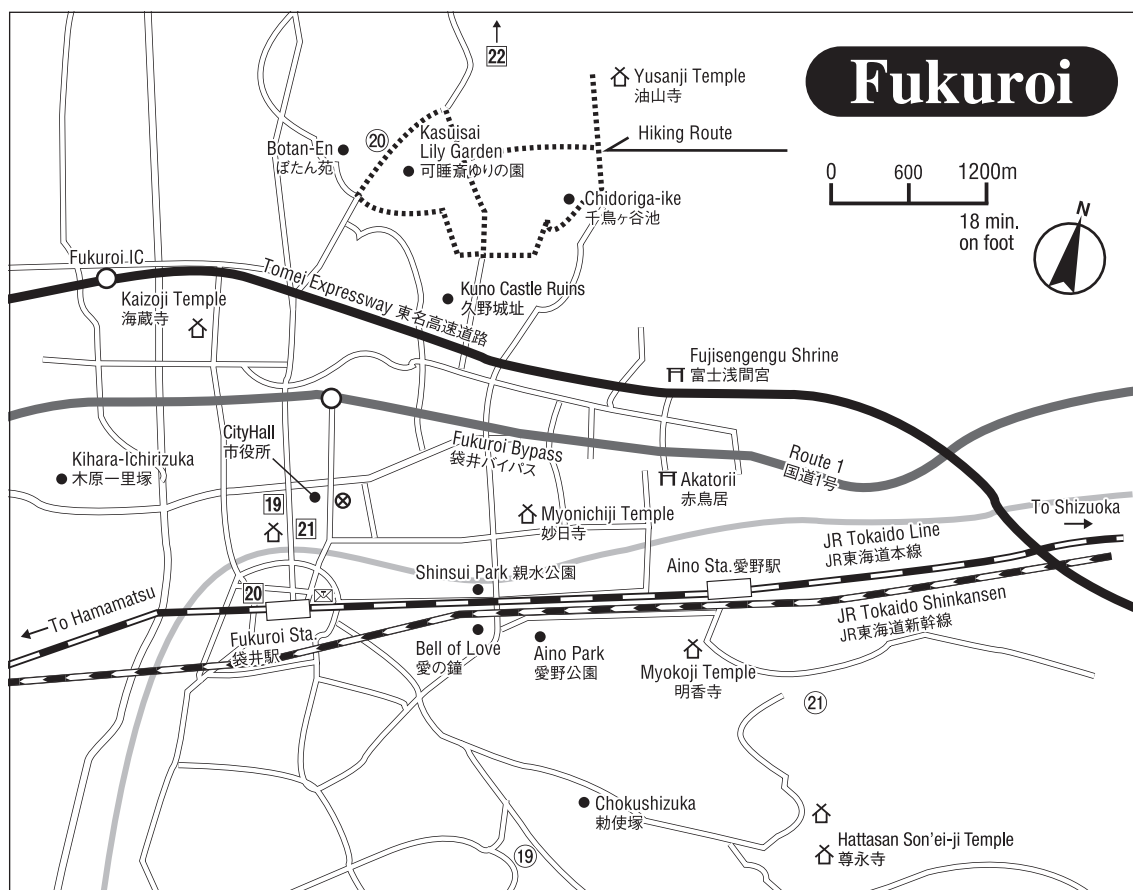 Fukuroi
22
Yusanji Temple
油山寺
Hiking Route
20
Kasuisai
Lily Garden
可睡斎ゆりの園
Botan-En
ぼたん苑
Chidoriga-ike
千鳥ヶ谷池
0 600 1200m
18 min.
on foot
N
Fukuroi IC
Tomei Expressway 東名高速道路
Kaizoji Temple
海蔵寺
Kuno Castle Ruins
久野城址
Fujisengengu Shrine
富士浅間宮
CityHall
市役所
Fukuroi Bypass
袋井バイパス
Route 1
国道1号
Kihara-Ichirizuka
木原一里塚
Akatorii
赤鳥居
19
21
Myonichiji Temple
妙日寺
To Shizuoka
JR Tokaido Line
JR東海道本線
Aino Sta.愛野駅
Shinsui Park 親水公園
20
To Hamamatsu
Fukuroi Sta.
袋井駅
JR Tokaido Shinkansen
JR東海道新幹線
Bell of Love
愛の鐘
Aino Park
愛野公園
Myokoji Temple
明香寺
21
Chokushizuka
勅使塚
Hattasan Son'ei-ji Temple
尊永寺
19